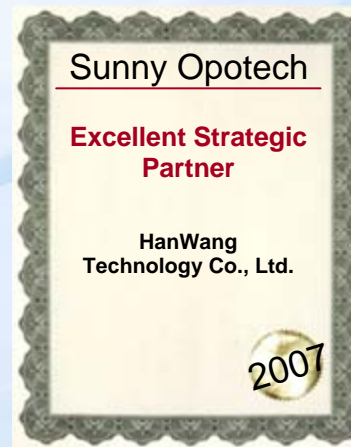 Sunny Opotech
Excellent Strategic
Partner
HanWang
Technology Co., Ltd.
2007